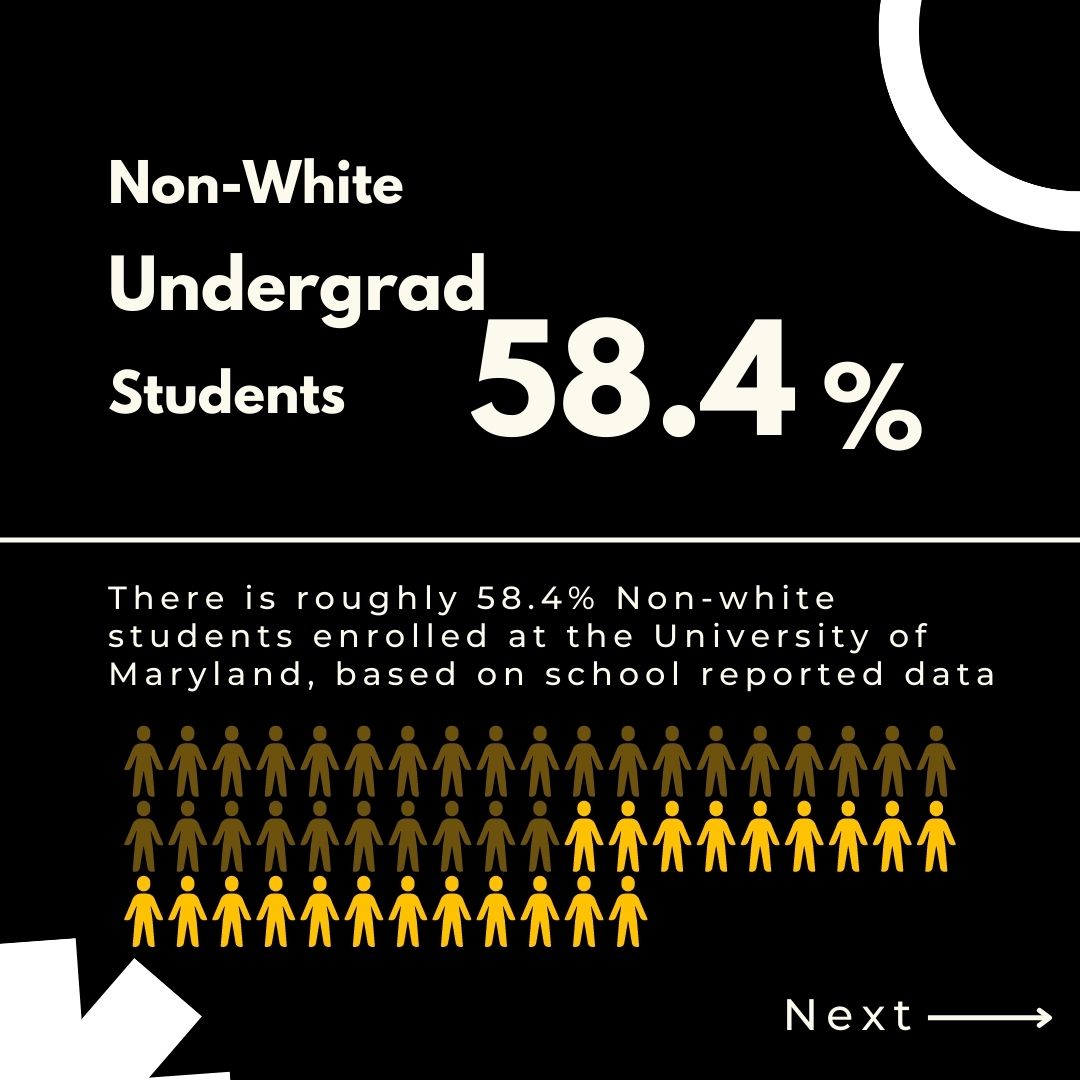 Non-White
Undergrad
Students
58.4 %
There is roughly 58.4% Non-white
students enrolled at the University of
Maryland, based on school reported data
Next